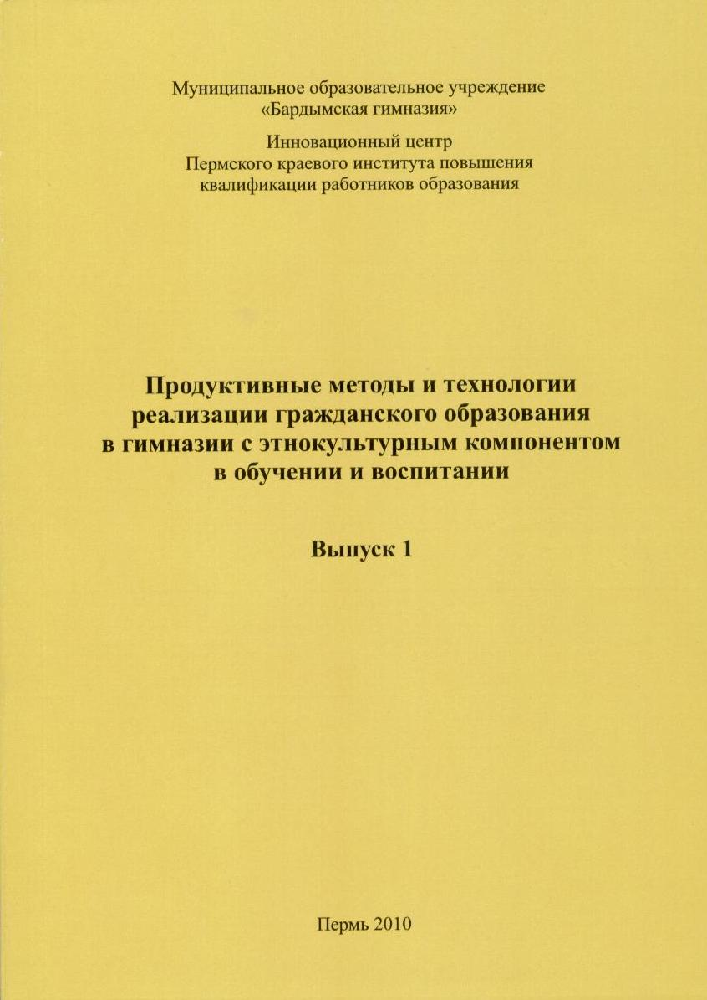 Муниципальное образовательное учреждение
«Бардымская гимназия»
Инновационный центр
Пермского краевого института повышения
квалификации работников образования
Продуктивные методы и технологии
реализации гражданского образования
в гимназии с этнокультурным компонентом
в обучении и воспитании
Выпуск 1
Пермь 2010